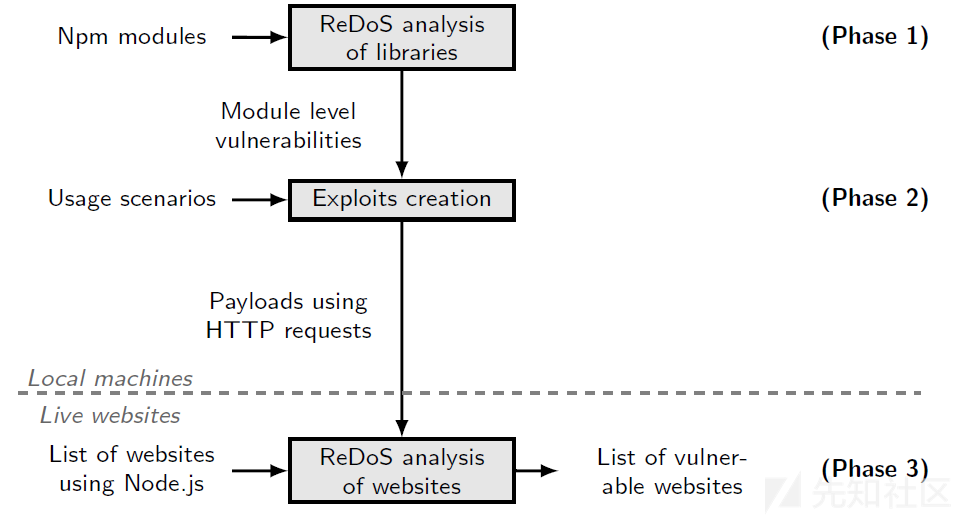 Npm modules
ReDoS analysis
of libraries
(Phase 1)
Module level
vulnerabilities
Usage scenarios
Exploits creation
(Phase 2)
Payloads using
HTTP requests
Local machines
Live websites
List of websites
using Node.js
ReDoS analysis
of websites
List of vulner-
able websites
(Phase 3)
先知社区